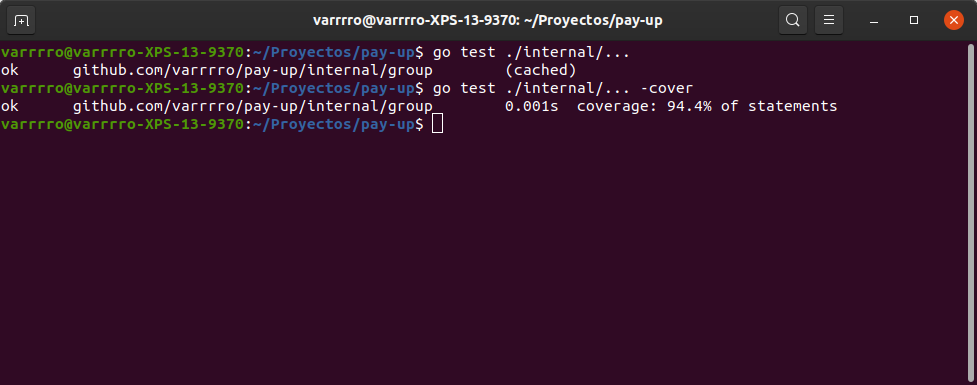 varrrro@varrrro-XPS-13-9370: ~/Proyectos/pay-up
varrrro@varrrro-XPS-13-9370:~/Proyectos/pay-up$ go test ./internal/...
ok      github.com/varrrro/pay-up/internal/group        (cached)
varrrro@varrrro-XPS-13-9370:~/Proyectos/pay-up$ go test ./internal/... -cover
ok      github.com/varrrro/pay-up/internal/group        0.001s  coverage: 94.4% of statements
varrrro@varrrro-XPS-13-9370:~/Proyectos/pay-up$